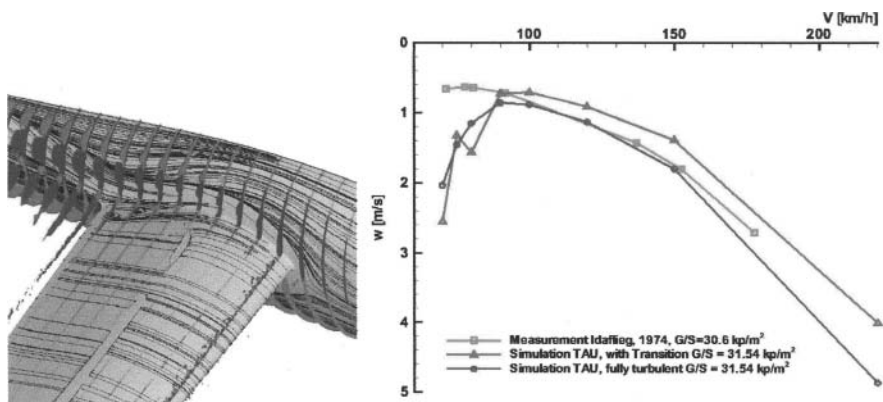 V [km/h]
100
150
200
0
1
2
3
4
5
w [m/s]
Measurement Idaflieg, 1974, G/S=30.6 kp/m²
Simulation TAU, with Transition G/S = 31.54 kp/m²
Simulation TAU, fully turbulent G/S = 31.54 kp/m²